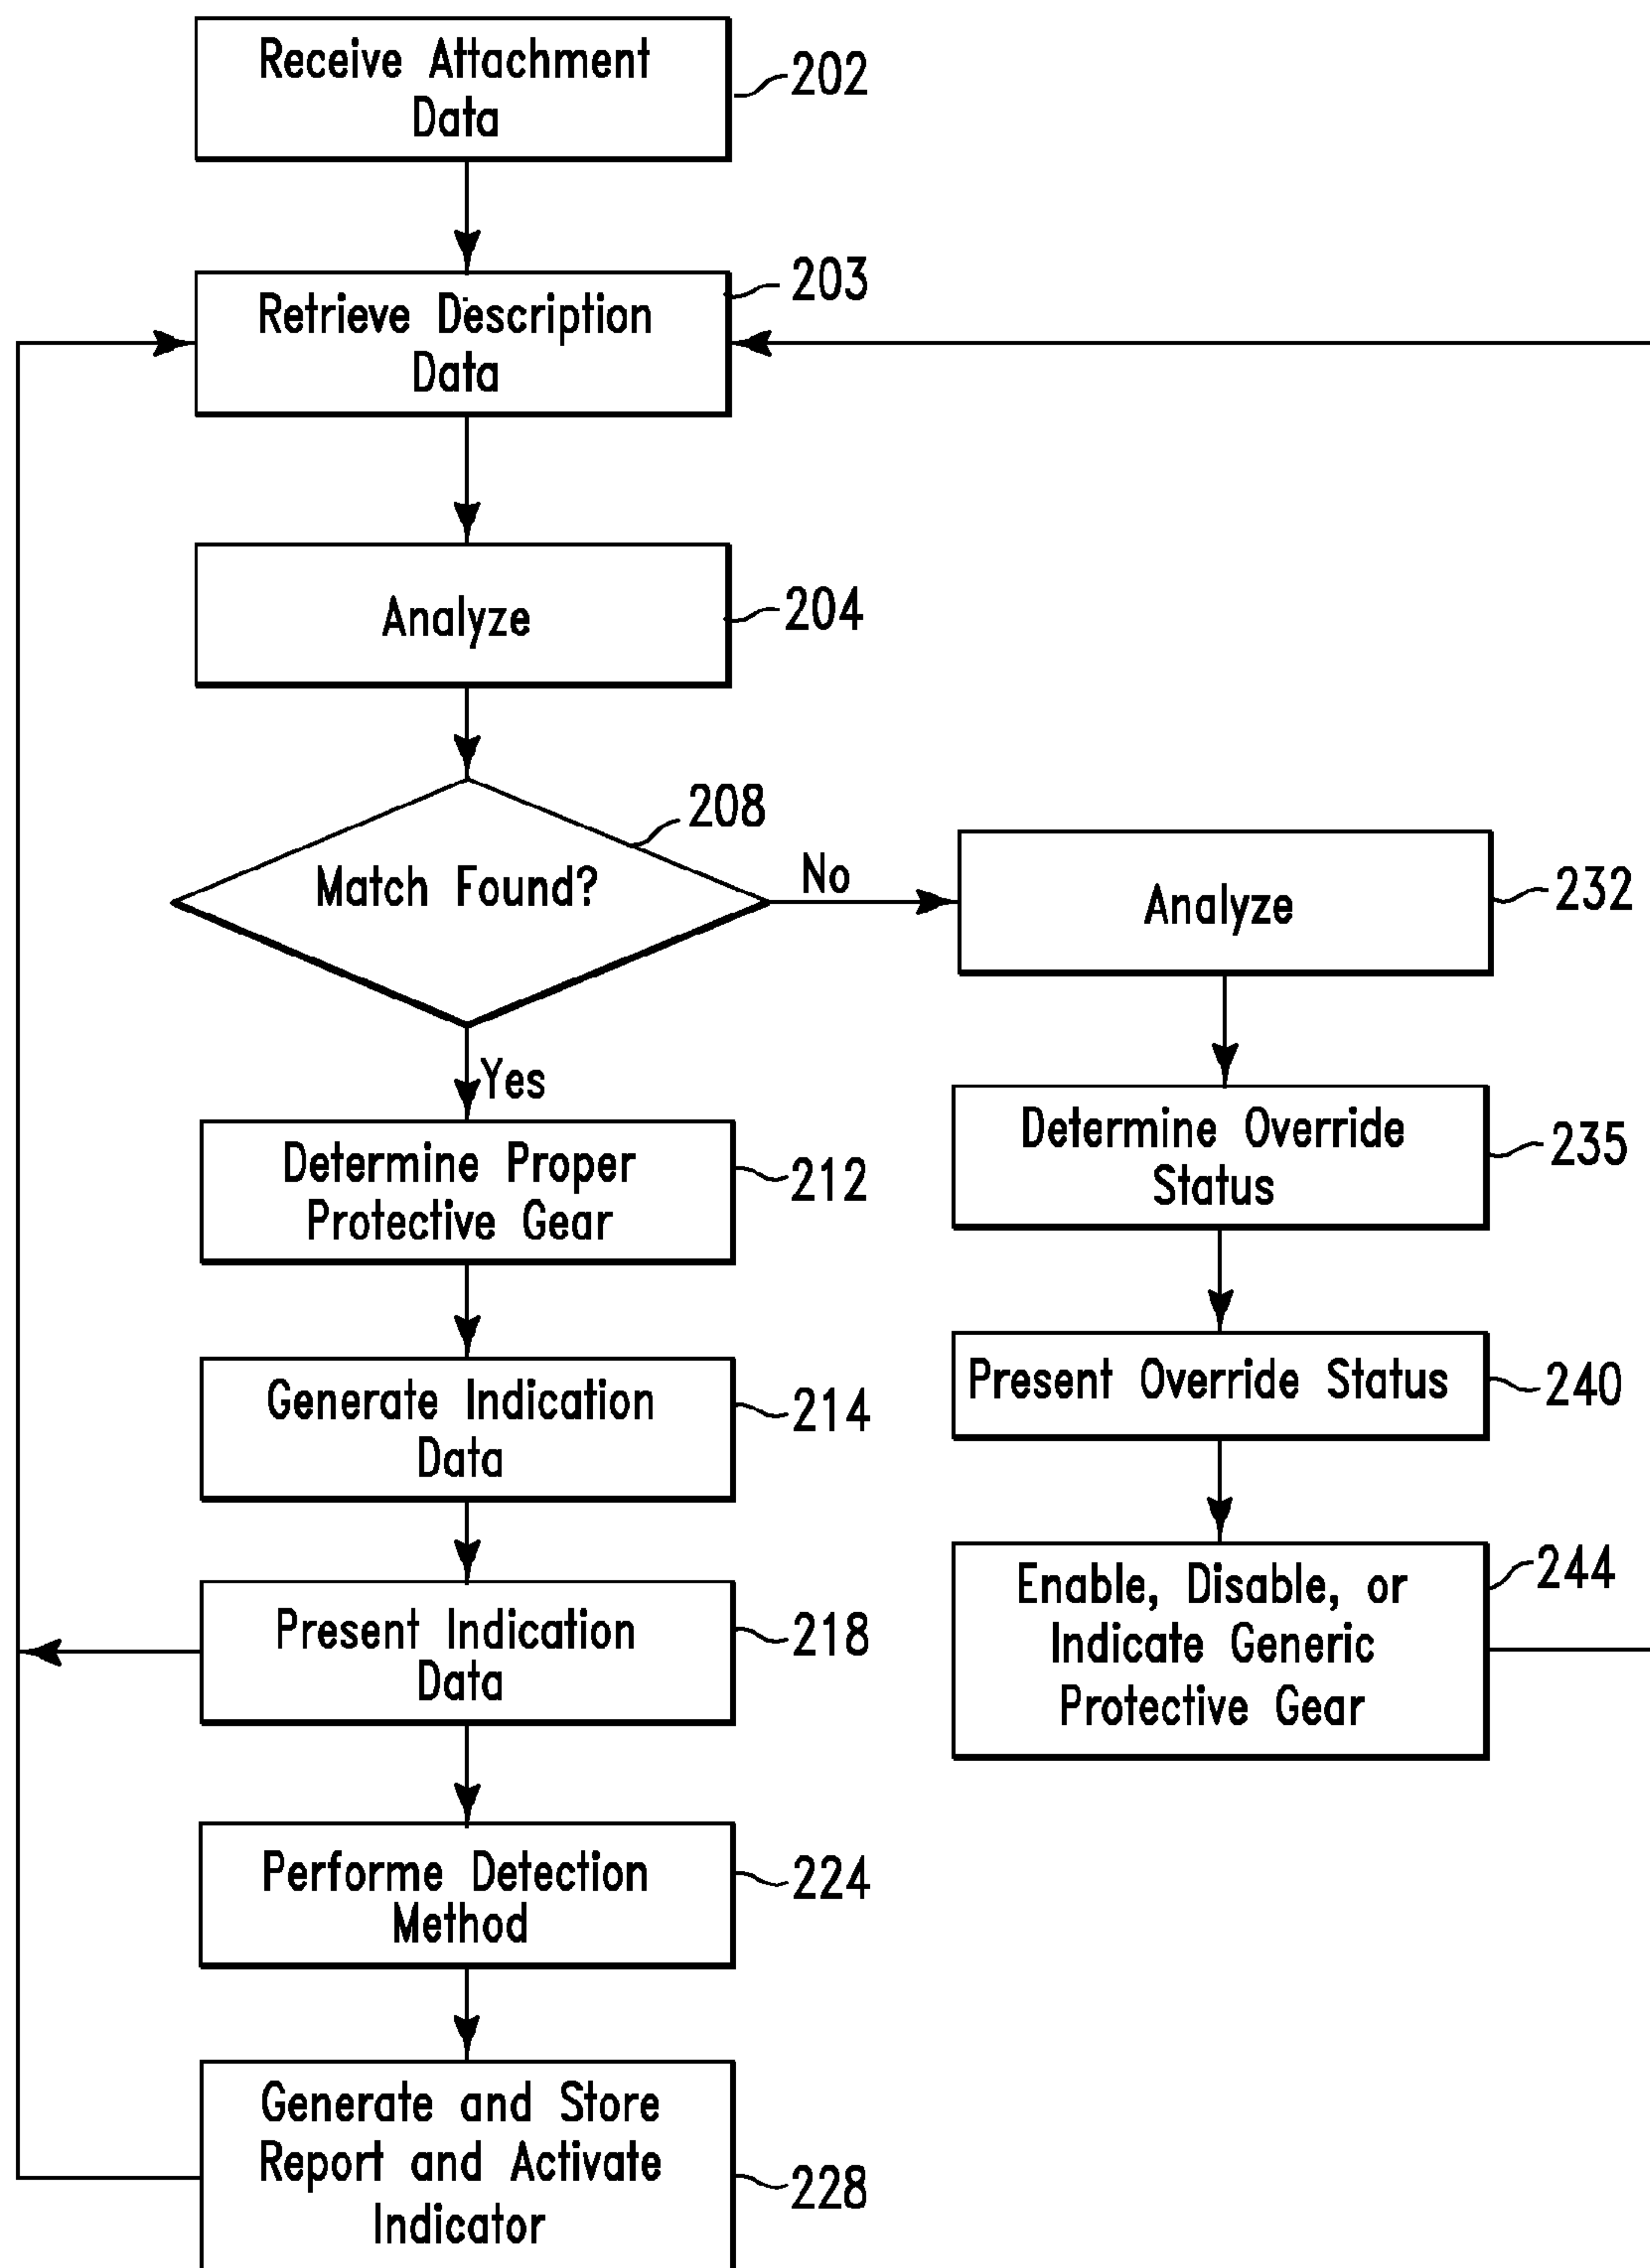 Receive Attachment
Data
202
Retrieve Description
Data
203
Analyze
204
Match Found?
208
No
Yes
Determine Proper
Protective Gear
212
Generate Indication
Data
214
Present Indication
Data
218
Performe Detection
Method
224
Generate and Store
Report and Activate
Indicator
228
Analyze
232
Determine Override
Status
235
Present Override Status
240
Enable, Disable, or
Indicate Generic
Protective Gear
244